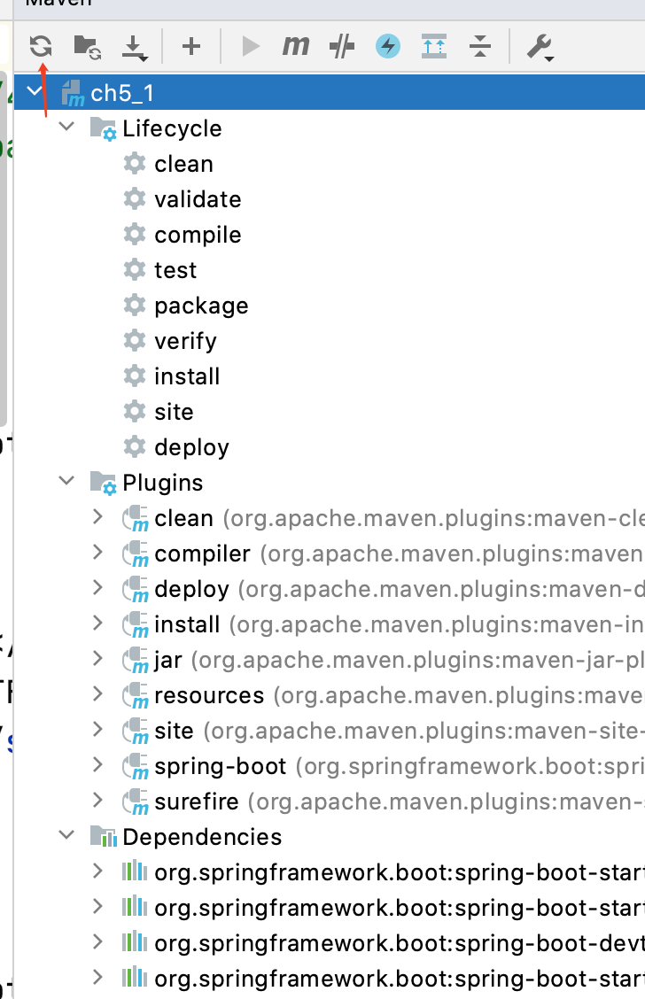 Maven
ch5_1
Lifecycle
clean
validate
compile
test
package
verify
install
site
deploy
Plugins
clean (org.apache.maven.plugins:maven-cle
compiler (org.apache.maven.plugins:maven
deploy (org.apache.maven.plugins:maven-d
install (org.apache.maven.plugins:maven-in
jar (org.apache.maven.plugins:maven-jar-pl
resources (org.apache.maven.plugins:mave
site (org.apache.maven.plugins:maven-site-
spring-boot (org.springframework.boot:spri
surefire (org.apache.maven.plugins:maven-
Dependencies
org.springframework.boot:spring-boot-start
org.springframework.boot:spring-boot-start
org.springframework.boot:spring-boot-devt
org.springframework.boot:spring-boot-start